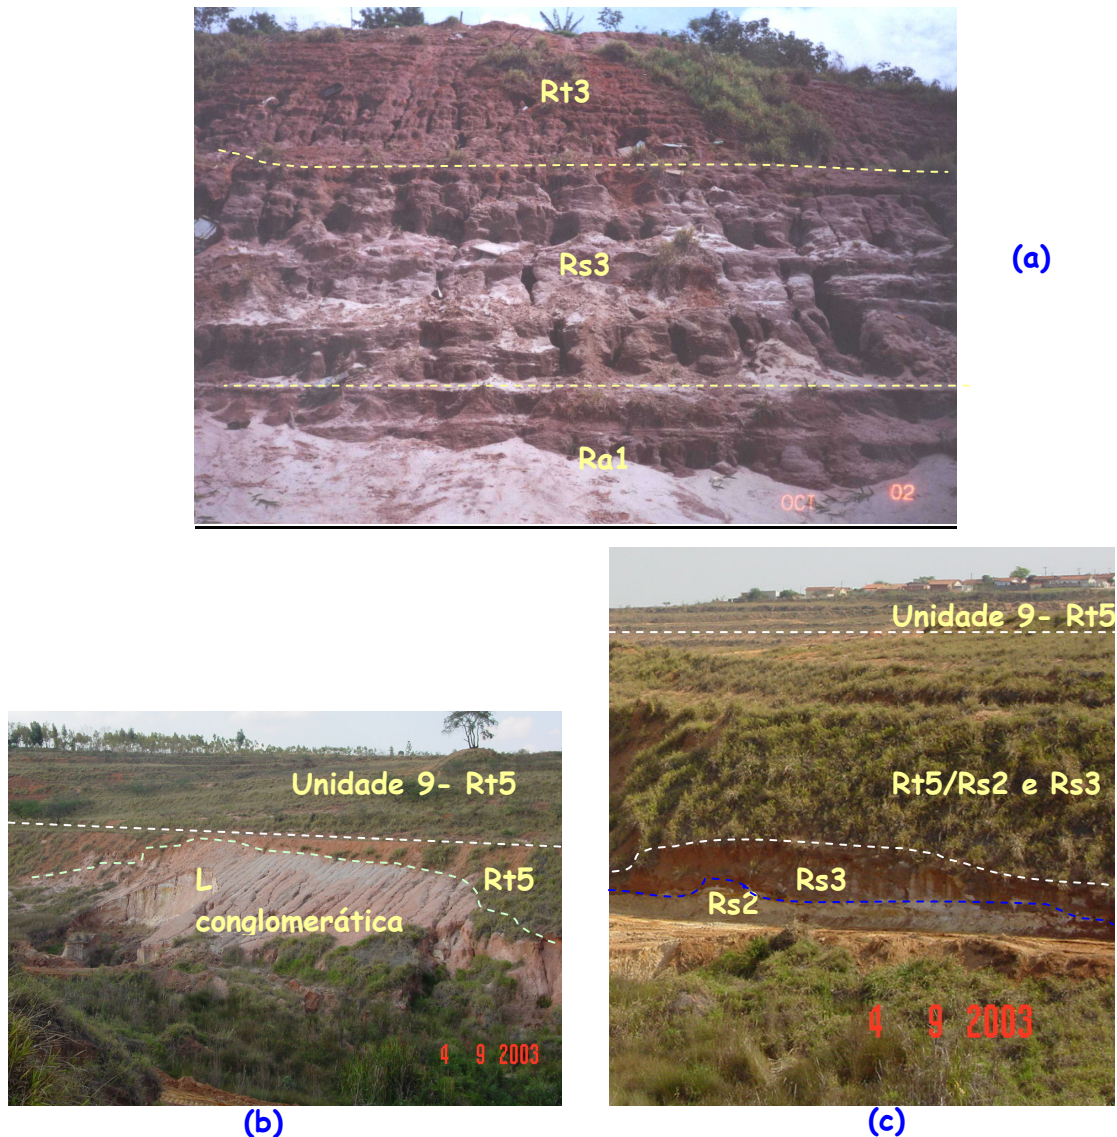 Rt3
Rs3
(a)
Ra1
OCT 02
Unidade 9- Rt5
Rt5/Rs2 e Rs3
Rs3
Rs2
4 9 2003
(c)
Unidade 9- Rt5
L
Rt5
conglomerática
4 9 2003
(b)